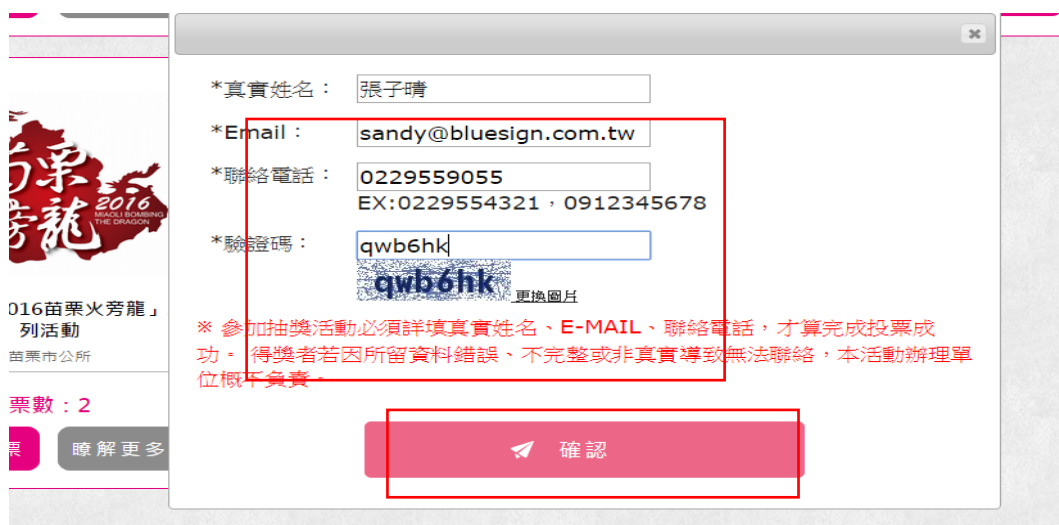 *真實姓名： 張子晴
*Email： sandy@bluesign.com.tw
*聯絡電話： 0229559055
EX:0229554321，0912345678
*驗證碼： qwb6hk
qwb6hk 更換圖片
※ 參加抽獎活動必須詳填真實姓名、E-MAIL、聯絡電話，才算完成投票成
功。 得獎者若因所留資料錯誤、不完整或非真實導致無法聯絡，本活動辦理單
位概不負責。
確認
2016
MIAOLI BOMBING
THE DRAGON
016苗栗火旁龍」
列活動
苗栗市公所
票數：2
票
瞭解更多